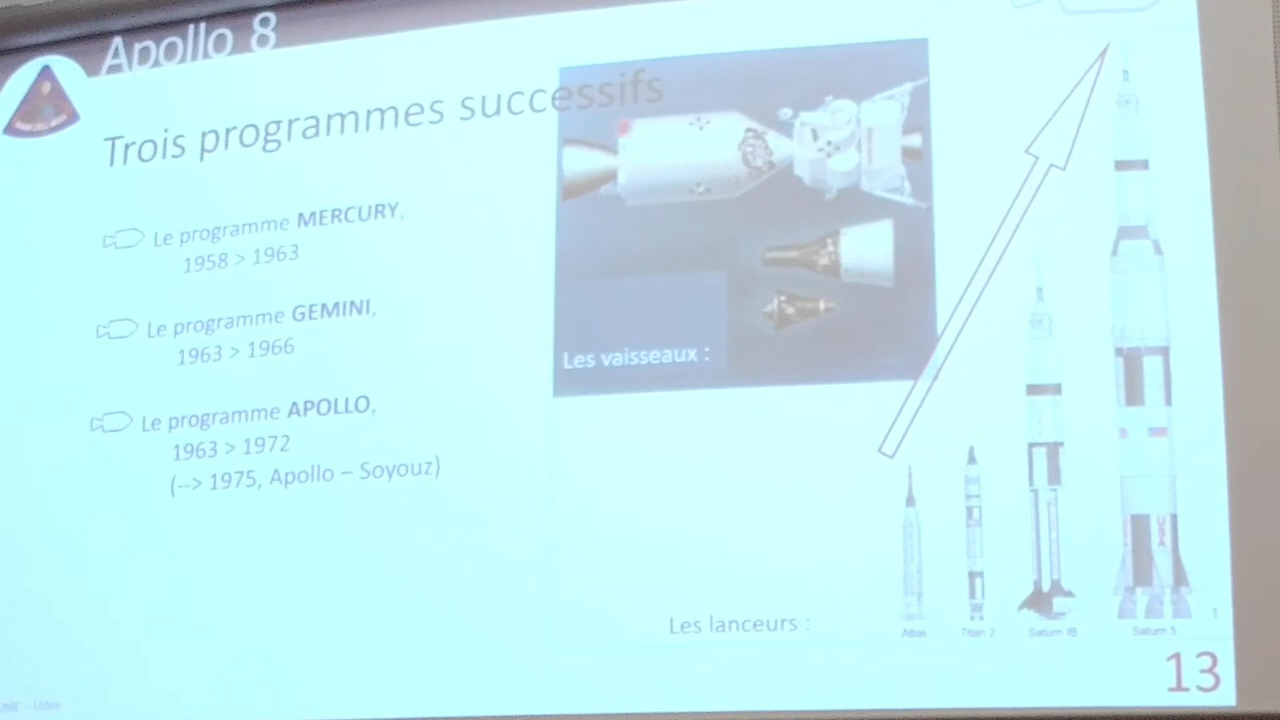 Apollo 8
Trois programmes successifs
Le programme MERCURY,
1958 > 1963
Le programme GEMINI,
1963 > 1966
Le programme APOLLO,
1963 > 1972
(--> 1975, Apollo – Soyouz)
Les vaisseaux :
Les lanceurs :
Atlas Titan 2 Saturn IB Saturn 5
USA
13